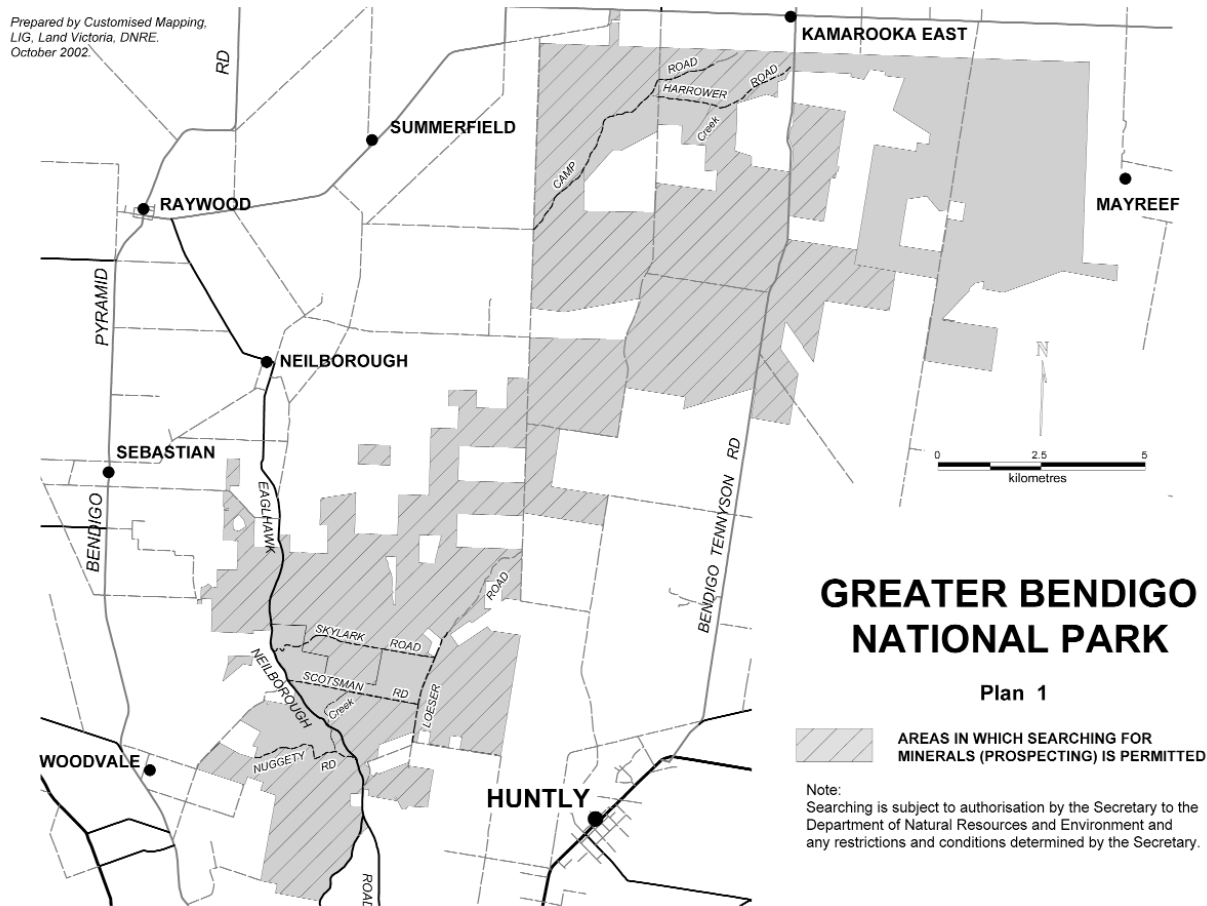 Prepared by Customised Mapping,
LIG, Land Victoria, DNRE.
October 2002.
RD
KAMAROOKA EAST
ROAD
ROAD
HARROWER
SUMMERFIELD
Creek
CAMP
RAYWOOD
MAYREEF
PYRAMID
NEILBOROUGH
N
SEBASTIAN
BENDIGO
EAGLHAWK
BENDIGO TENNYSON RD
0 2.5 5
kilometres
ROAD
GREATER BENDIGO
NATIONAL PARK
SKYLARK ROAD
NEILBOROUGH
SCOTSMAN RD
Creek
LOESER
Plan 1
AREAS IN WHICH SEARCHING FOR
MINERALS (PROSPECTING) IS PERMITTED
WOODVALE
NUGGETY RD
HUNTLY
Note:
Searching is subject to authorisation by the Secretary to the
Department of Natural Resources and Environment and
any restrictions and conditions determined by the Secretary.
ROAD